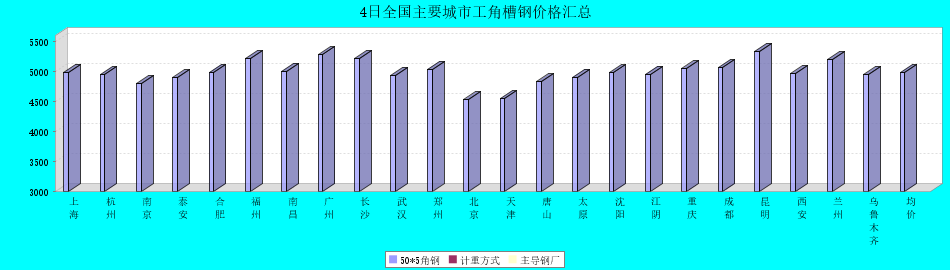 4日全国主要城市工角槽钢价格汇总
5500
5000
4500
4000
3500
3000
上海 杭州 南京 泰安 合肥 福州 南昌 广州 长沙 武汉 郑州 北京 天津 唐山 太原 沈阳 江阴 重庆 成都 昆明 西安 兰州 乌鲁木齐 均价
50*5角钢 计重方式 主导钢厂